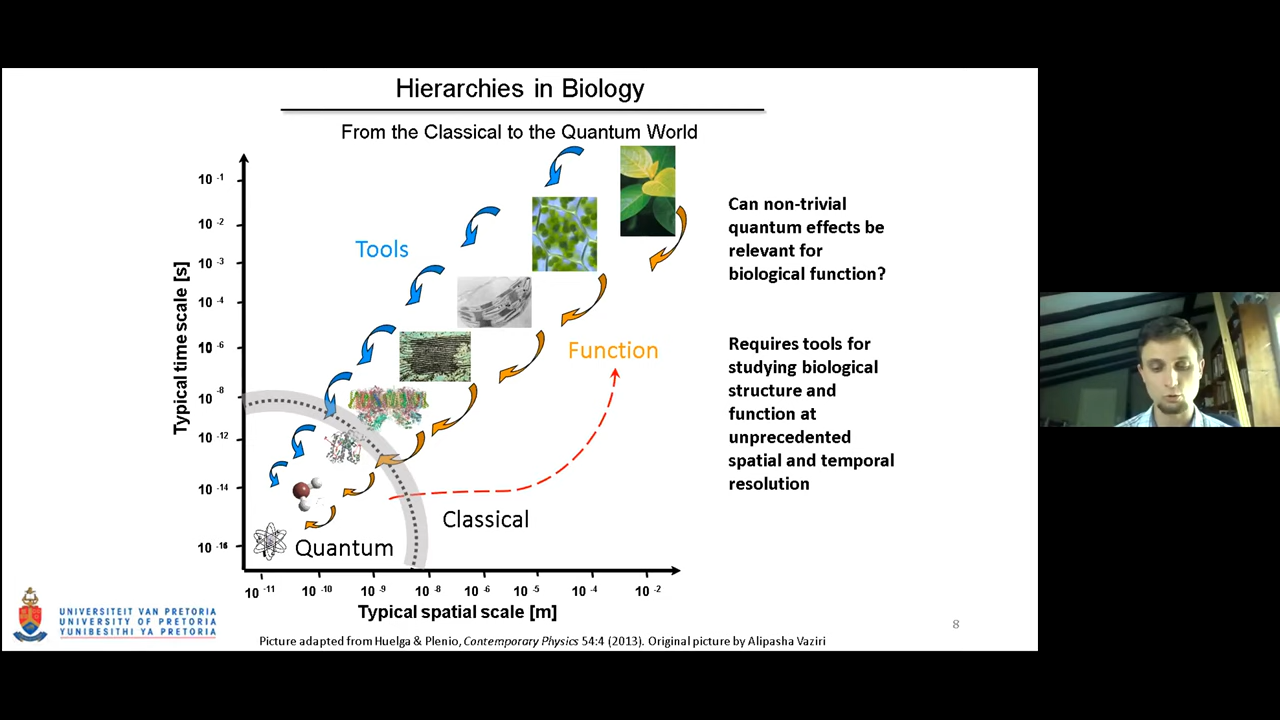 Hierarchies in Biology
From the Classical to the Quantum World
Typical time scale [s]
10 -1
10 -2
10 -3
10 -4
10 -6
10 -8
10 -12
10 -14
10 -16
Tools
Function
Classical
Quantum
10 -11
10 -10
10 -9
10 -8
10 -6
10 -5
10 -4
10 -2
Typical spatial scale [m]
Can non-trivial
quantum effects be
relevant for
biological function?
Requires tools for
studying biological
structure and
function at
unprecedented
spatial and temporal
resolution
UNIVERSITEIT VAN PRETORIA
UNIVERSITY OF PRETORIA
YUNIBESITHI YA PRETORIA
Picture adapted from Huelga & Plenio, Contemporary Physics 54:4 (2013). Original picture by Alipasha Vaziri
8